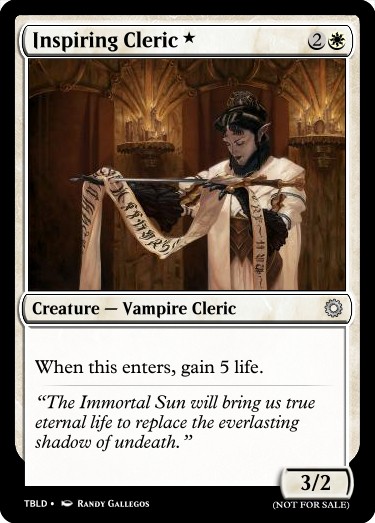 Inspiring Cleric ★ 2
Creature — Vampire Cleric
When this enters, gain 5 life.
“The Immortal Sun will bring us true
eternal life to replace the everlasting
shadow of undeath.”
3/2
TBLD • Randy Gallegos (NOT FOR SALE)